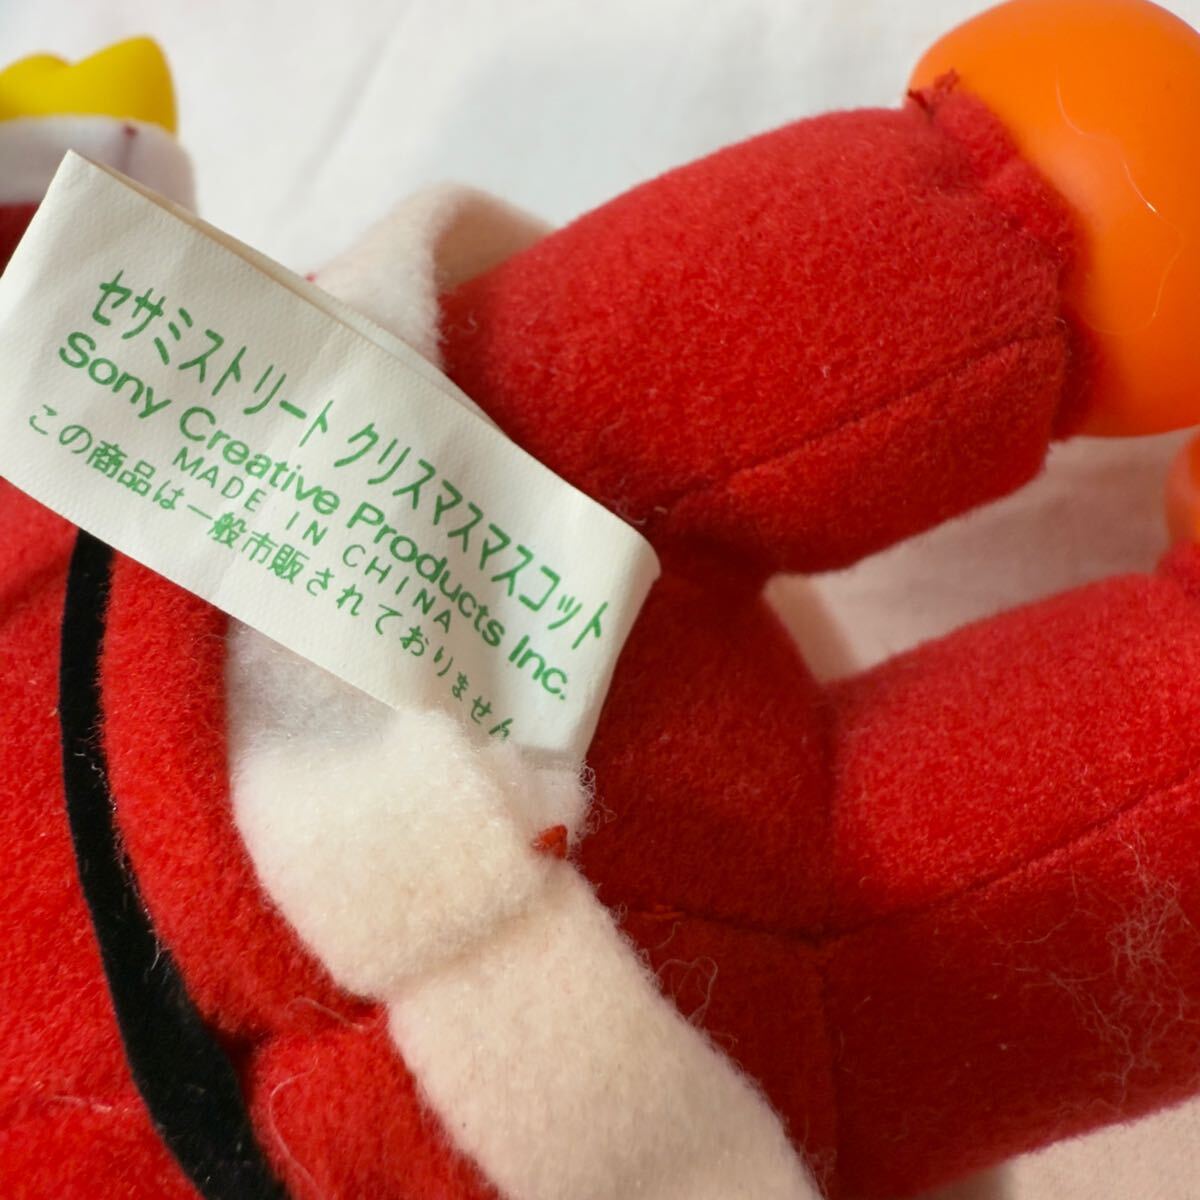 セサミストリート クリスマスマスコット
Sony Creative Products Inc.
MADE IN CHINA
この商品は一般市販されておりません